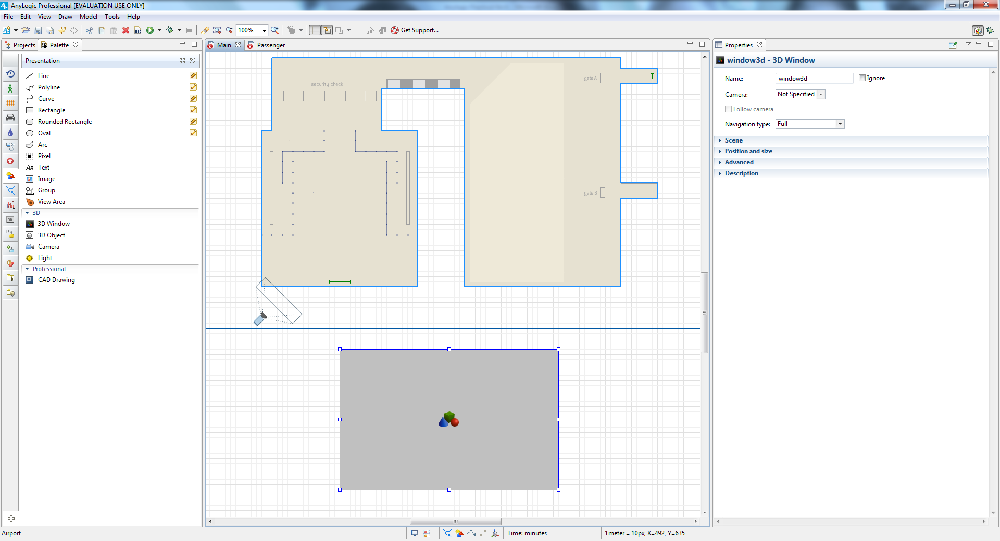 AnyLogic Professional [EVALUATION USE ONLY]
File Edit View Draw Model Tools Help
100% Get Support...
Projects Palette
Presentation
Line
Polyline
Curve
Rectangle
Rounded Rectangle
Oval
Arc
Pixel
Aa Text
Image
Group
View Area
3D
3D Window
3D Object
Camera
Light
Professional
CAD Drawing
OK
Main Passenger
security check
gate A
gate B
Properties
window3d - 3D Window
Name: window3d Ignore
Camera: Not Specified
Follow camera
Navigation type: Full
Scene
Position and size
Advanced
Description
Airport
Time: minutes
1meter = 10px, X=492, Y=635